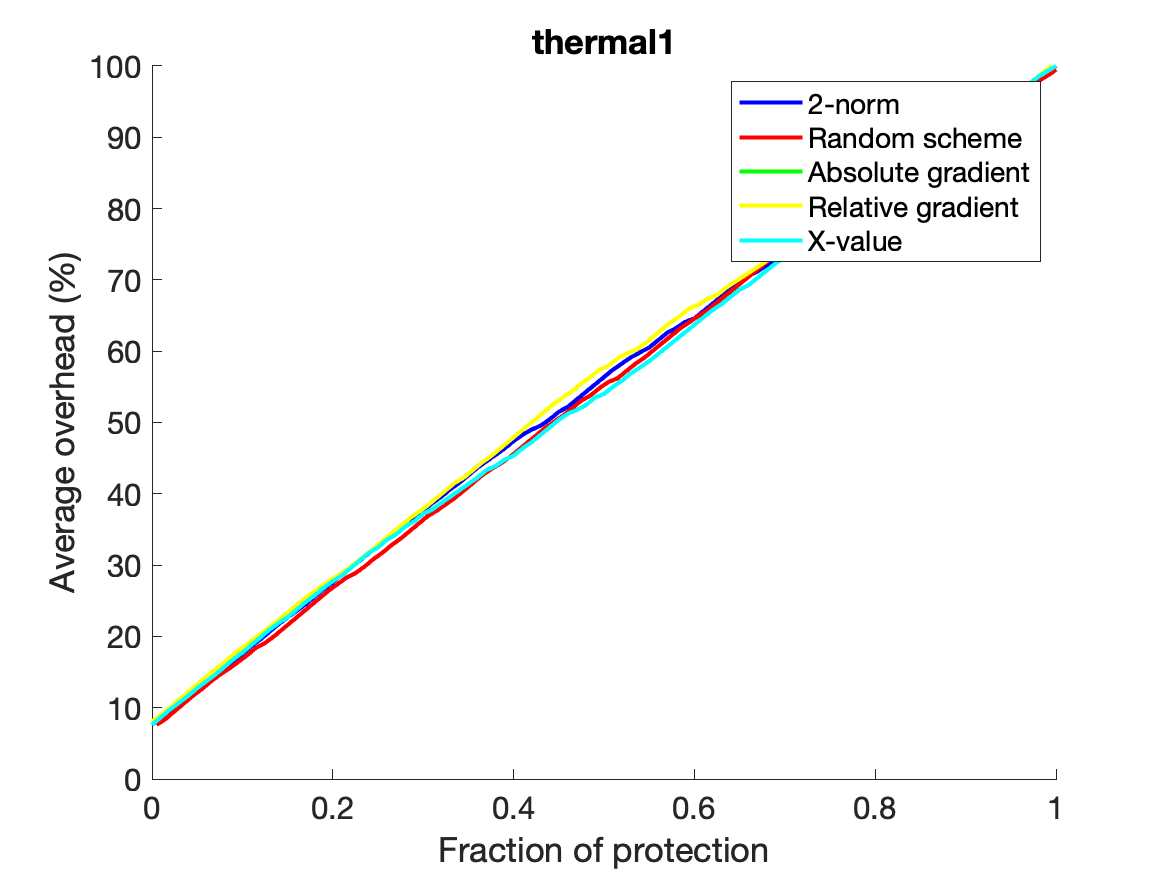 thermal1
100
90
80
70
60
50
40
30
20
10
0
Average overhead (%)
2-norm
Random scheme
Absolute gradient
Relative gradient
X-value
0 0.2 0.4 0.6 0.8 1
Fraction of protection